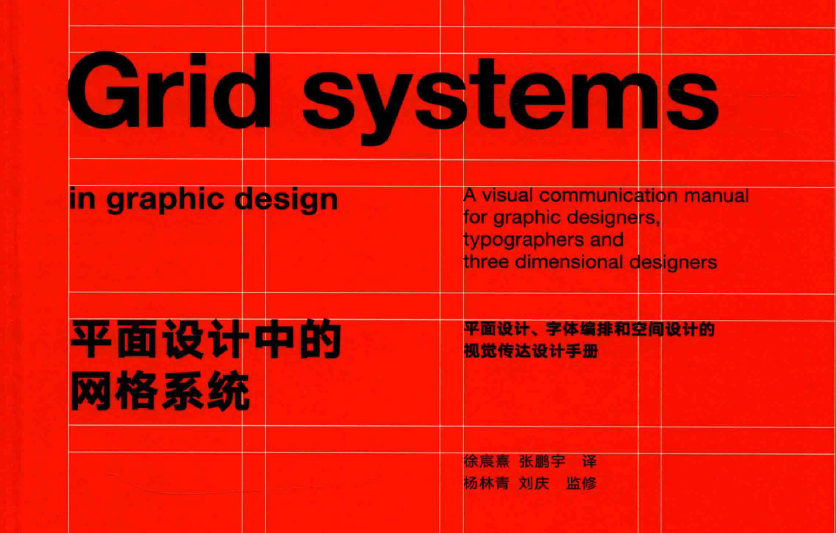 Grid systems
in graphic design
A visual communication manual
for graphic designers,
typographers and
three dimensional designers
平面设计中的
网格系统
平面设计、字体编排和空间设计的
视觉传达设计手册
徐宸熹 张鹏宇 译
杨林青 刘庆 监修